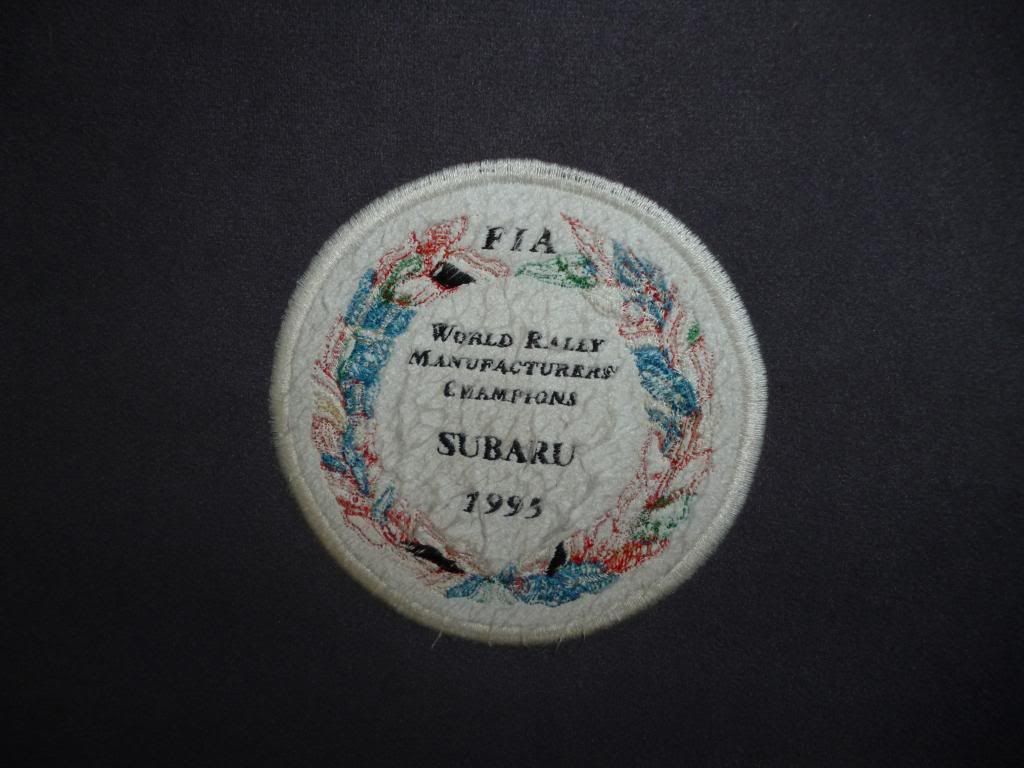 FIA
WORLD RALLY
MANUFACTURERS'
CHAMPIONS
SUBARU
1995